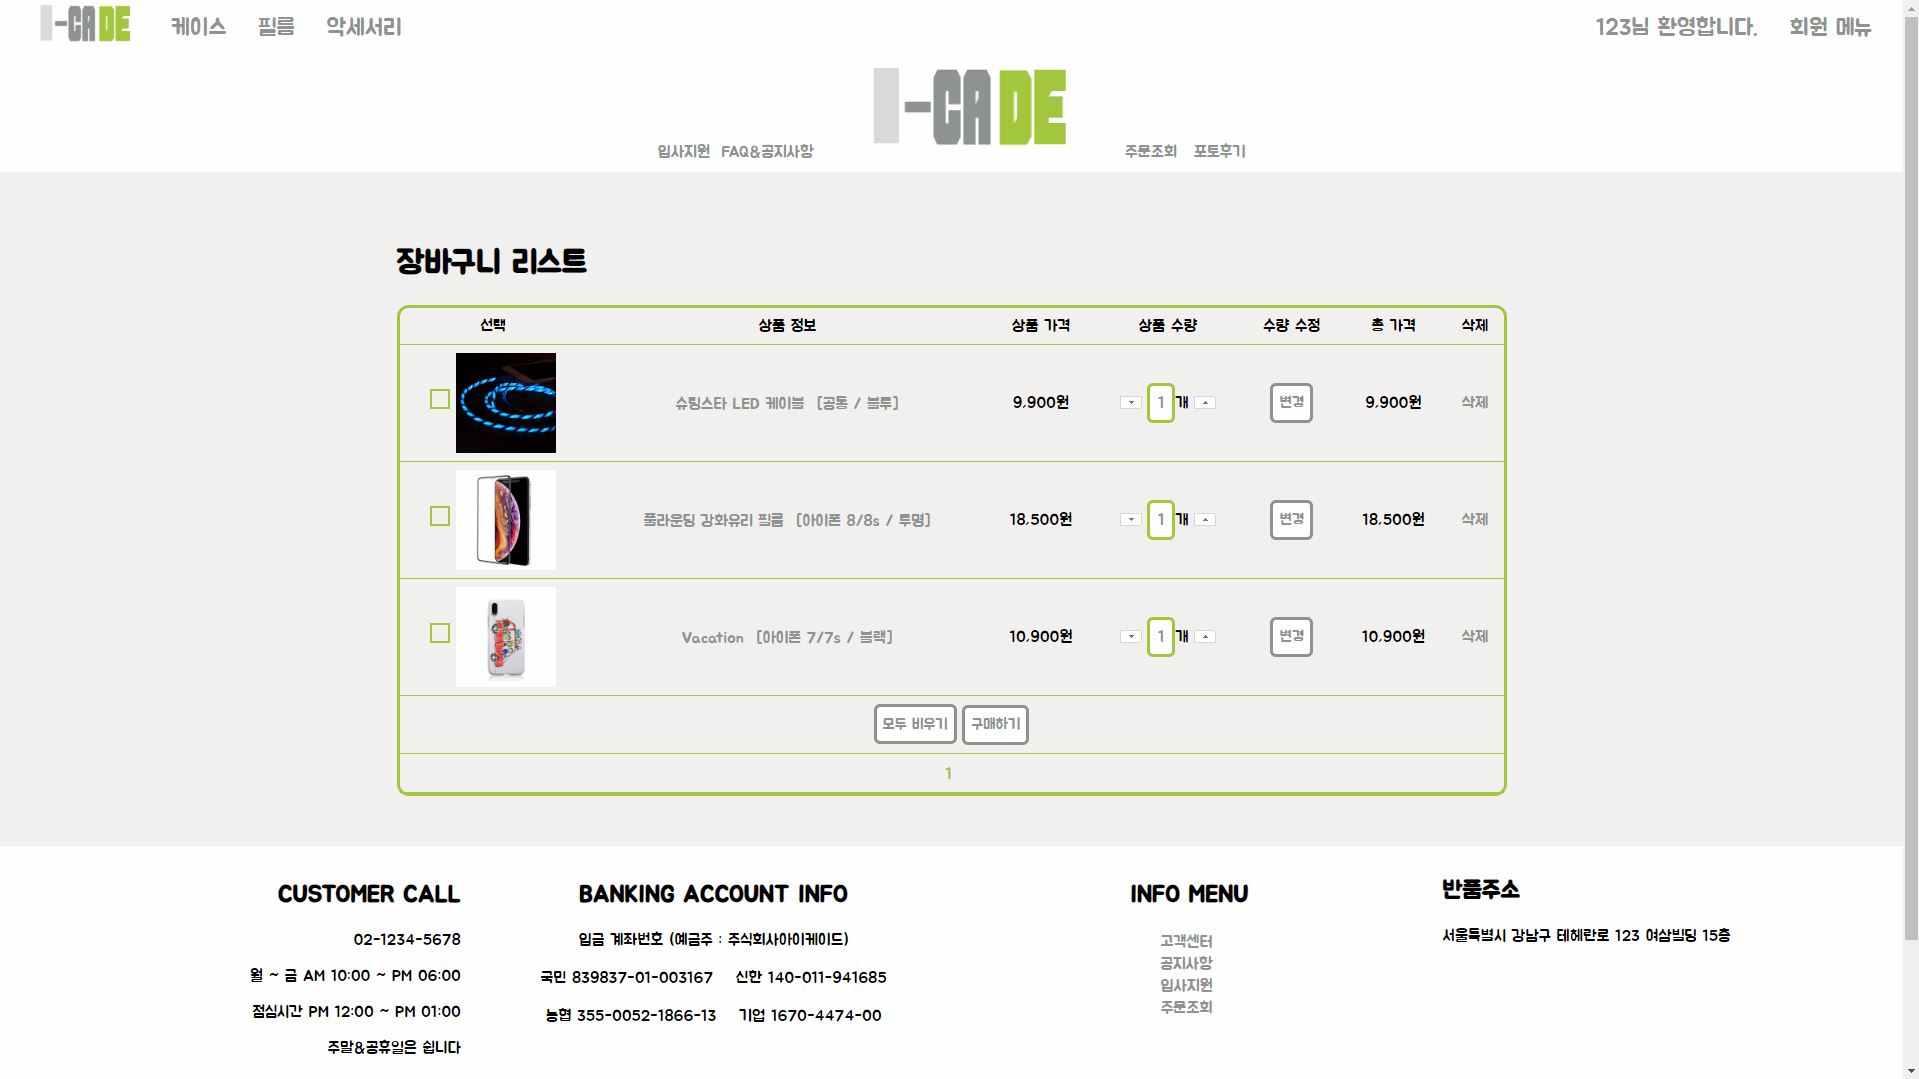 I-CADE 케이스 필름 악세서리 123님 환영합니다. 회원 메뉴
I-CADE
입사지원 FAQ&공지사항 주문조회 포토후기
장바구니 리스트
선택 상품 정보 상품 가격 상품 수량 수량 수정 총 가격 삭제
슈팅스타 LED 케이블 [공통 / 블루] 9,900원 1 개 변경 9,900원 삭제
풀라운딩 강화유리 필름 [아이폰 8/8s / 투명] 18,500원 1 개 변경 18,500원 삭제
Vacation [아이폰 7/7s / 블랙] 10,900원 1 개 변경 10,900원 삭제
모두 비우기 구매하기
1
CUSTOMER CALL
02-1234-5678
월 ~ 금 AM 10:00 ~ PM 06:00
점심시간 PM 12:00 ~ PM 01:00
주말&공휴일은 쉽니다
BANKING ACCOUNT INFO
입금 계좌번호 (예금주 : 주식회사아이케이드)
국민 839837-01-003167 신한 140-011-941685
농협 355-0052-1866-13 기업 1670-4474-00
INFO MENU
고객센터
공지사항
입사지원
주문조회
반품주소
서울특별시 강남구 테헤란로 123 여삼빌딩 15층